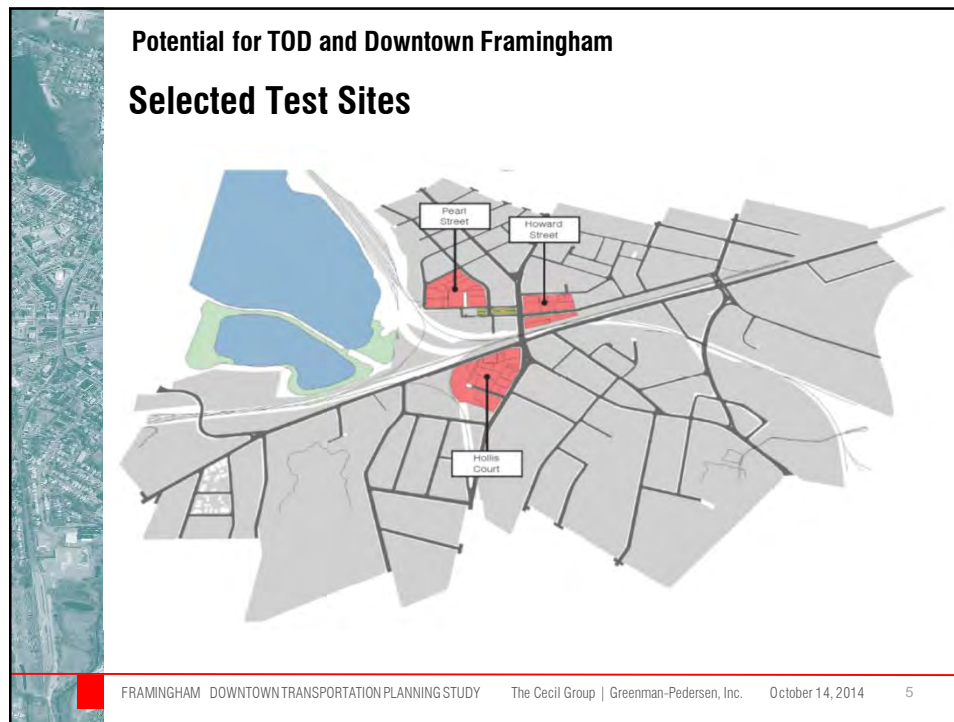 Potential for TOD and Downtown Framingham
Selected Test Sites
Pearl
Street
Howard
Street
Hollis
Court
FRAMINGHAM DOWNTOWN TRANSPORTATION PLANNING STUDY The Cecil Group | Greenman-Pedersen, Inc. October 14, 2014 5